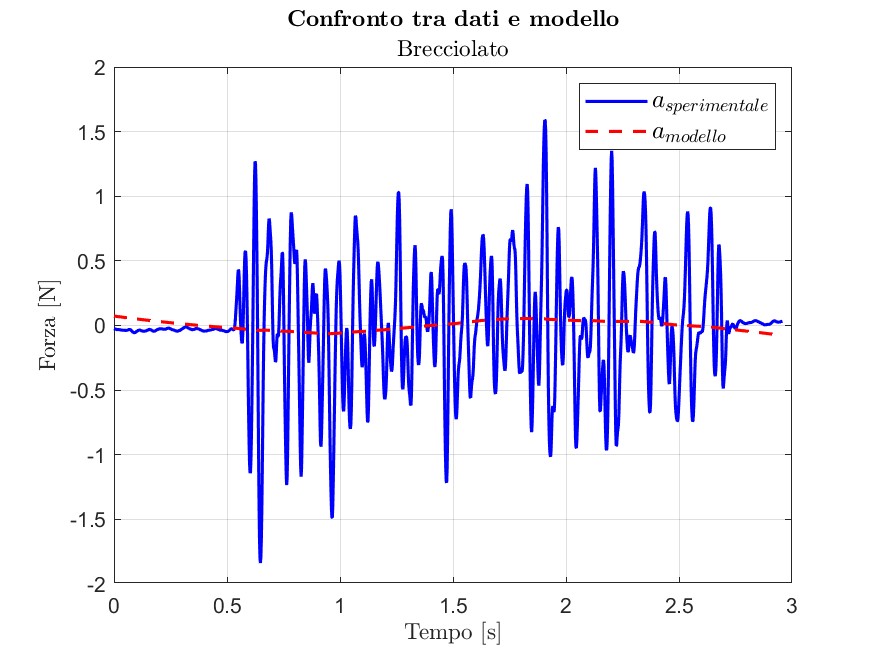 Confronto tra dati e modello
Brecciolato
2
1.5
1
0.5
0
-0.5
-1
-1.5
-2
Forza [N]
a_sperimentale
a_modello
0 0.5 1 1.5 2 2.5 3
Tempo [s]